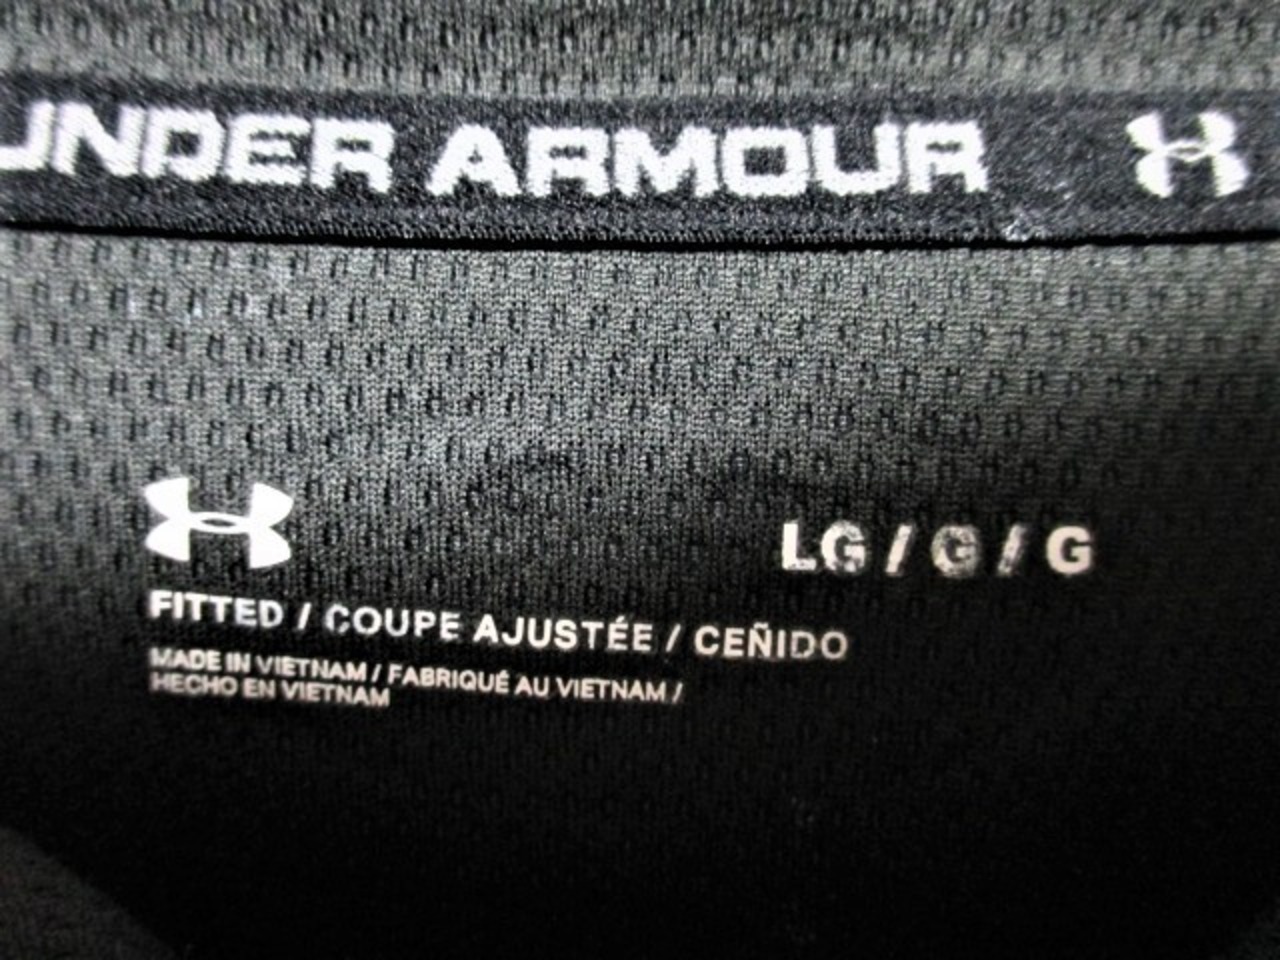 UNDER ARMOUR
LG / G / G
FITTED / COUPE AJUSTÉE / CEÑIDO
MADE IN VIETNAM / FABRIQUÉ AU VIETNAM /
HECHO EN VIETNAM